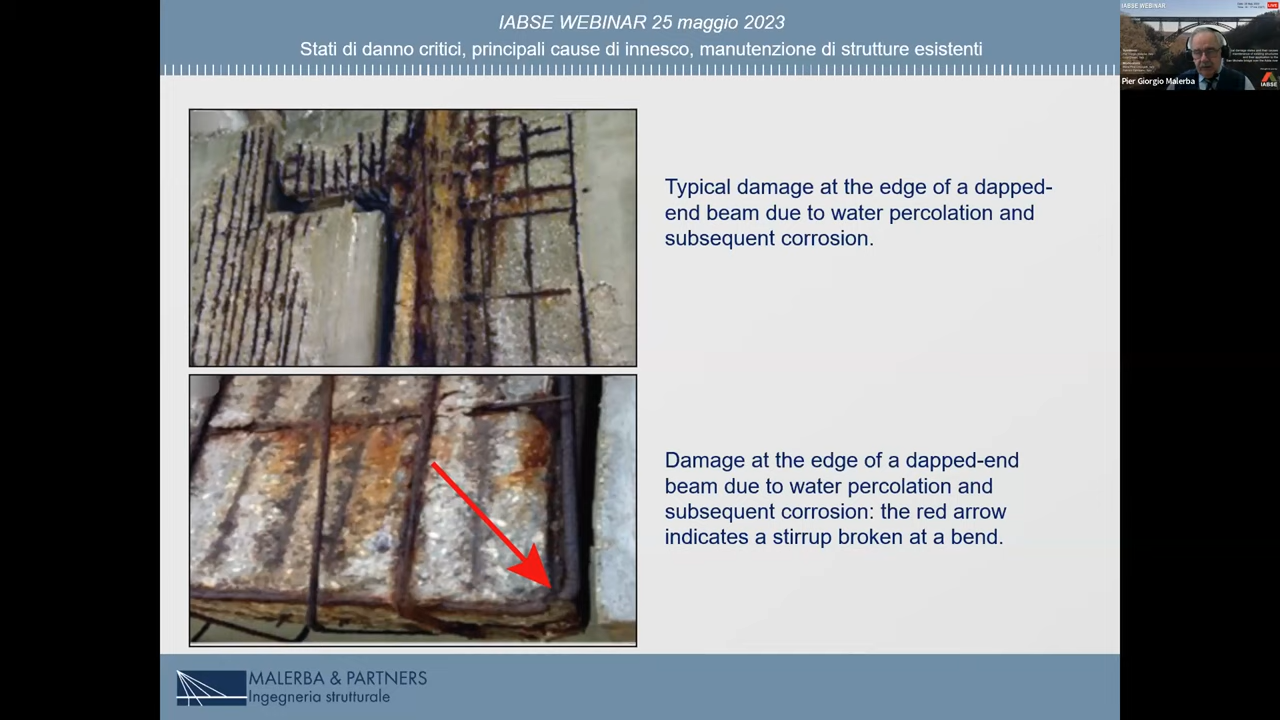 IABSE WEBINAR 25 maggio 2023
Stati di danno critici, principali cause di innesco, manutenzione di strutture esistenti
IABSE WEBINAR
LIVE
Pier Giorgio Malerba
IABSE
Typical damage at the edge of a dapped-
end beam due to water percolation and
subsequent corrosion.
Damage at the edge of a dapped-end
beam due to water percolation and
subsequent corrosion: the red arrow
indicates a stirrup broken at a bend.
MALERBA & PARTNERS
Ingegneria strutturale